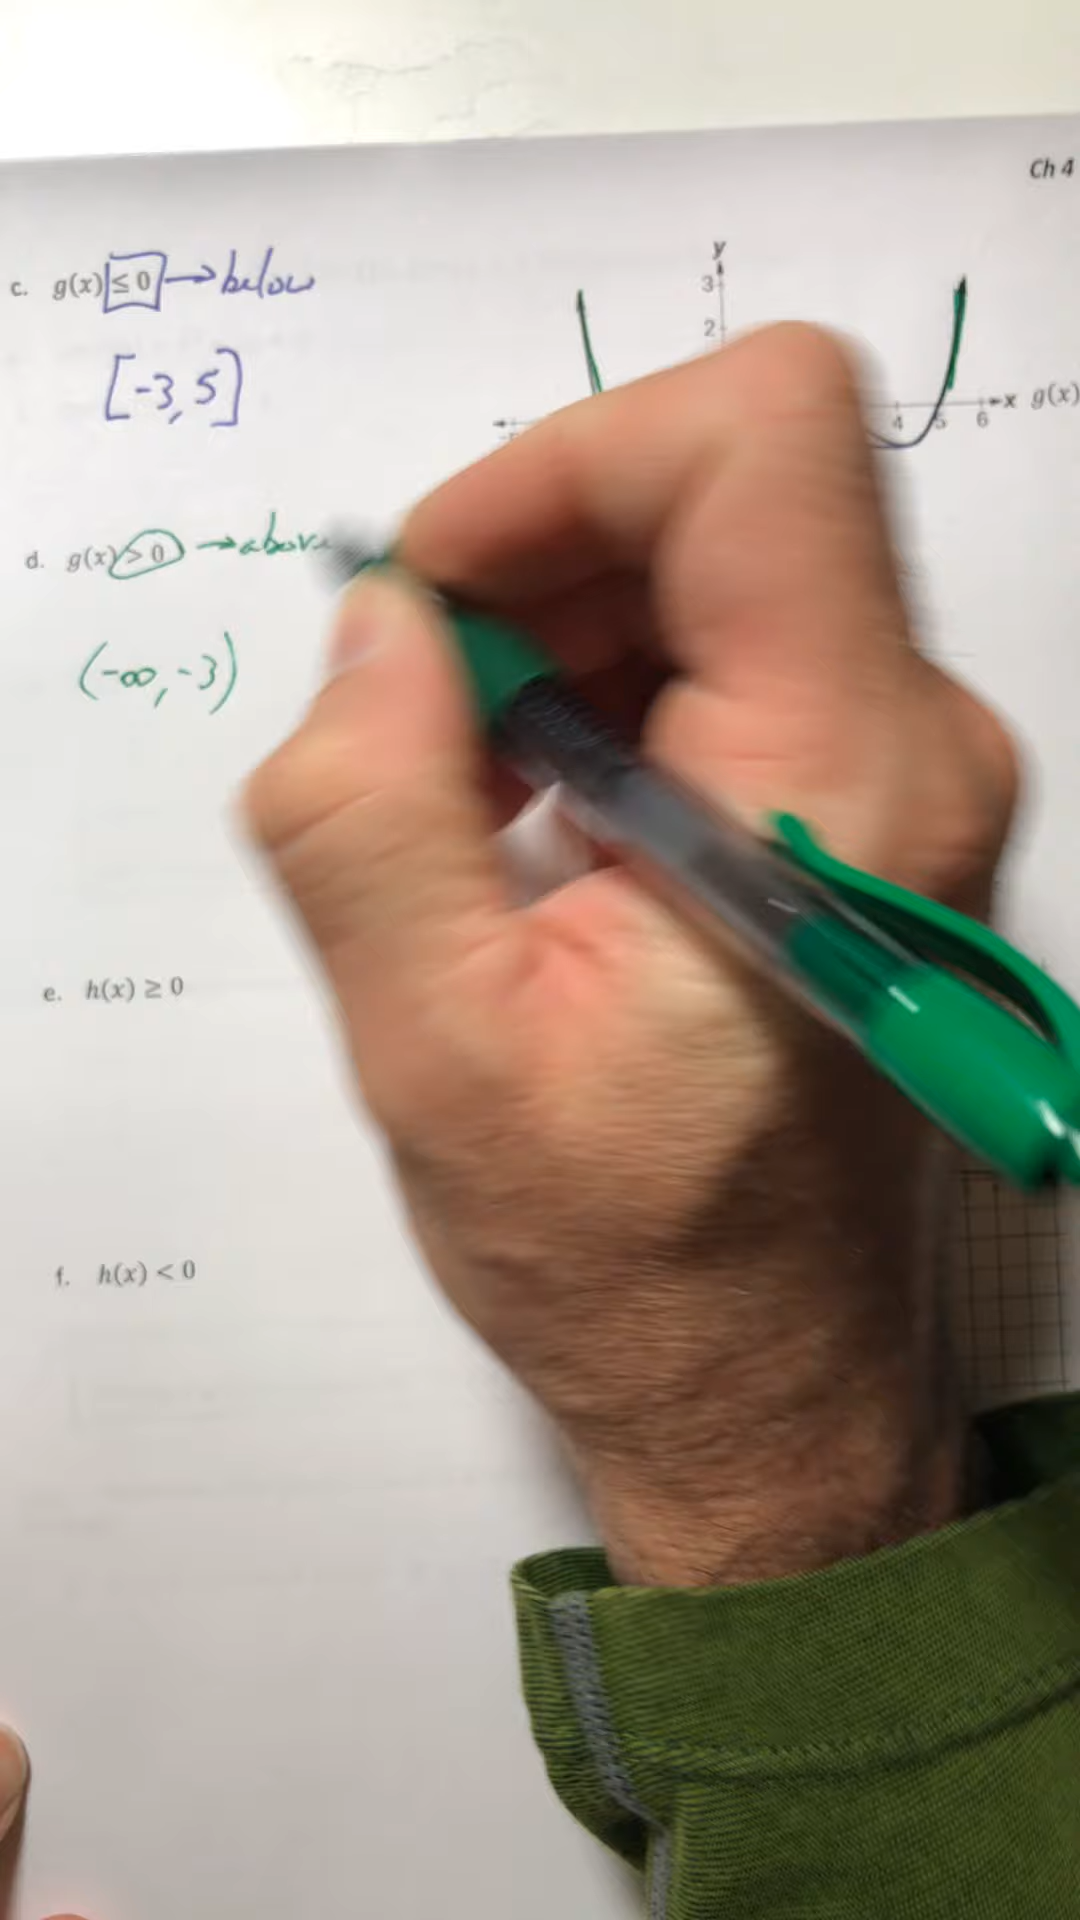 Ch 4
c. g(x) ≤ 0 → below
[-3, 5]
y
3
2
4 5 6
x g(x)
d. g(x) > 0 → above
(-∞, -3)
e. h(x) ≥ 0
f. h(x) < 0